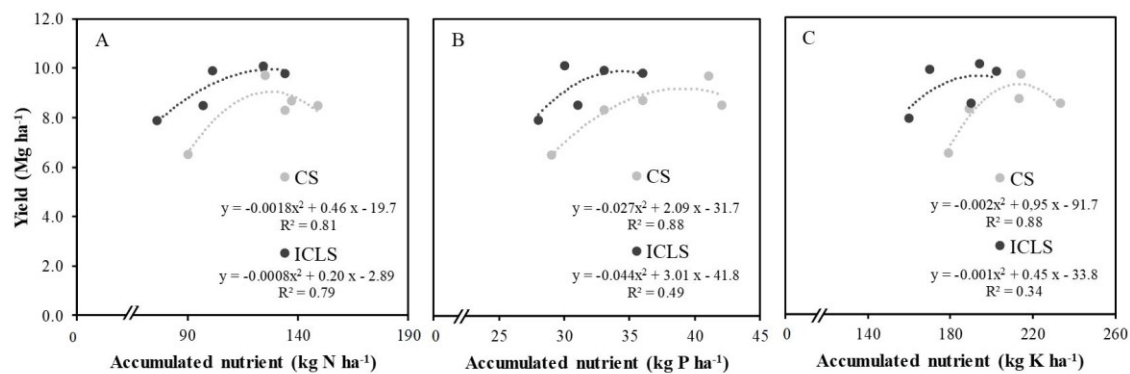 A
B
C
12.0
10.0
8.0
6.0
4.0
2.0
0.0
Yield (Mg ha-1)
CS
y = -0.0018x² + 0.46 x - 19.7
R² = 0.81
ICLS
y = -0.0008x² + 0.20 x - 2.89
R² = 0.79
0 90 140 190
Accumulated nutrient (kg N ha-1)
CS
y = -0.027x² + 2.09 x - 31.7
R² = 0.88
ICLS
y = -0.044x² + 3.01 x - 41.8
R² = 0.49
0 25 30 35 40 45
Accumulated nutrient (kg P ha-1)
CS
y = -0.002x² + 0,95 x - 91.7
R² = 0.88
ICLS
y = -0.001x² + 0.45 x - 33.8
R² = 0.34
0 140 180 220 260
Accumulated nutrient (kg K ha-1)